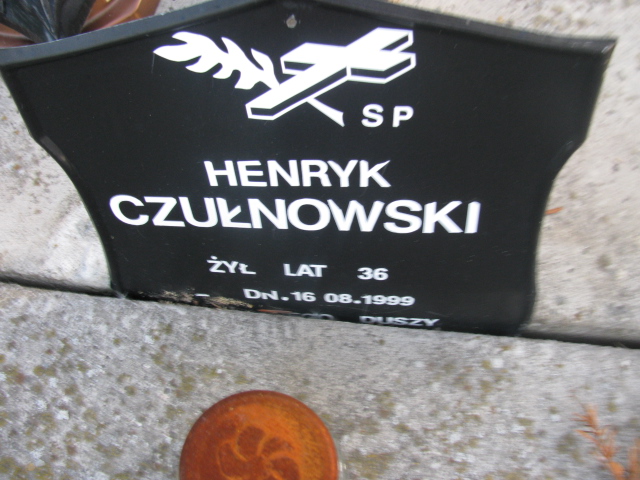 SP
HENRYK
CZUŁNOWSKI
ŻYŁ LAT 36
DN. 16 08.1999
DUSZY